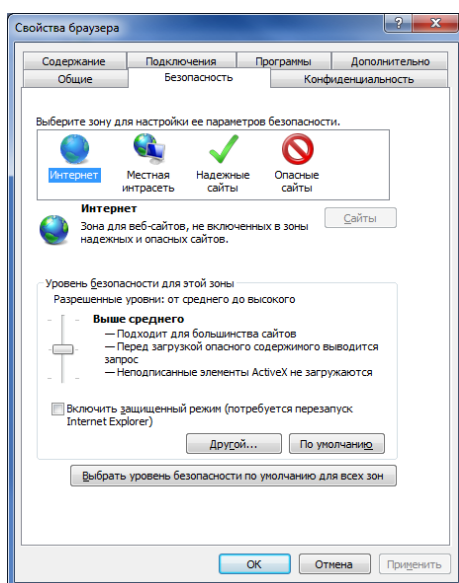 Свойства браузера
Содержание Подключения Программы Дополнительно
Общие Безопасность Конфиденциальность
Выберите зону для настройки ее параметров безопасности.
Интернет Местная интрасеть Надежные сайты Опасные сайты
Интернет
Зона для веб-сайтов, не включенных в зоны
надежных и опасных сайтов.
Сайты
Уровень безопасности для этой зоны
Разрешенные уровни: от среднего до высокого
Выше среднего
— Подходит для большинства сайтов
— Перед загрузкой опасного содержимого выводится
запрос
— Неподписанные элементы ActiveX не загружаются
Включить защищенный режим (потребуется перезапуск
Internet Explorer)
Другой... По умолчанию
Выбрать уровень безопасности по умолчанию для всех зон
OK Отмена Применить